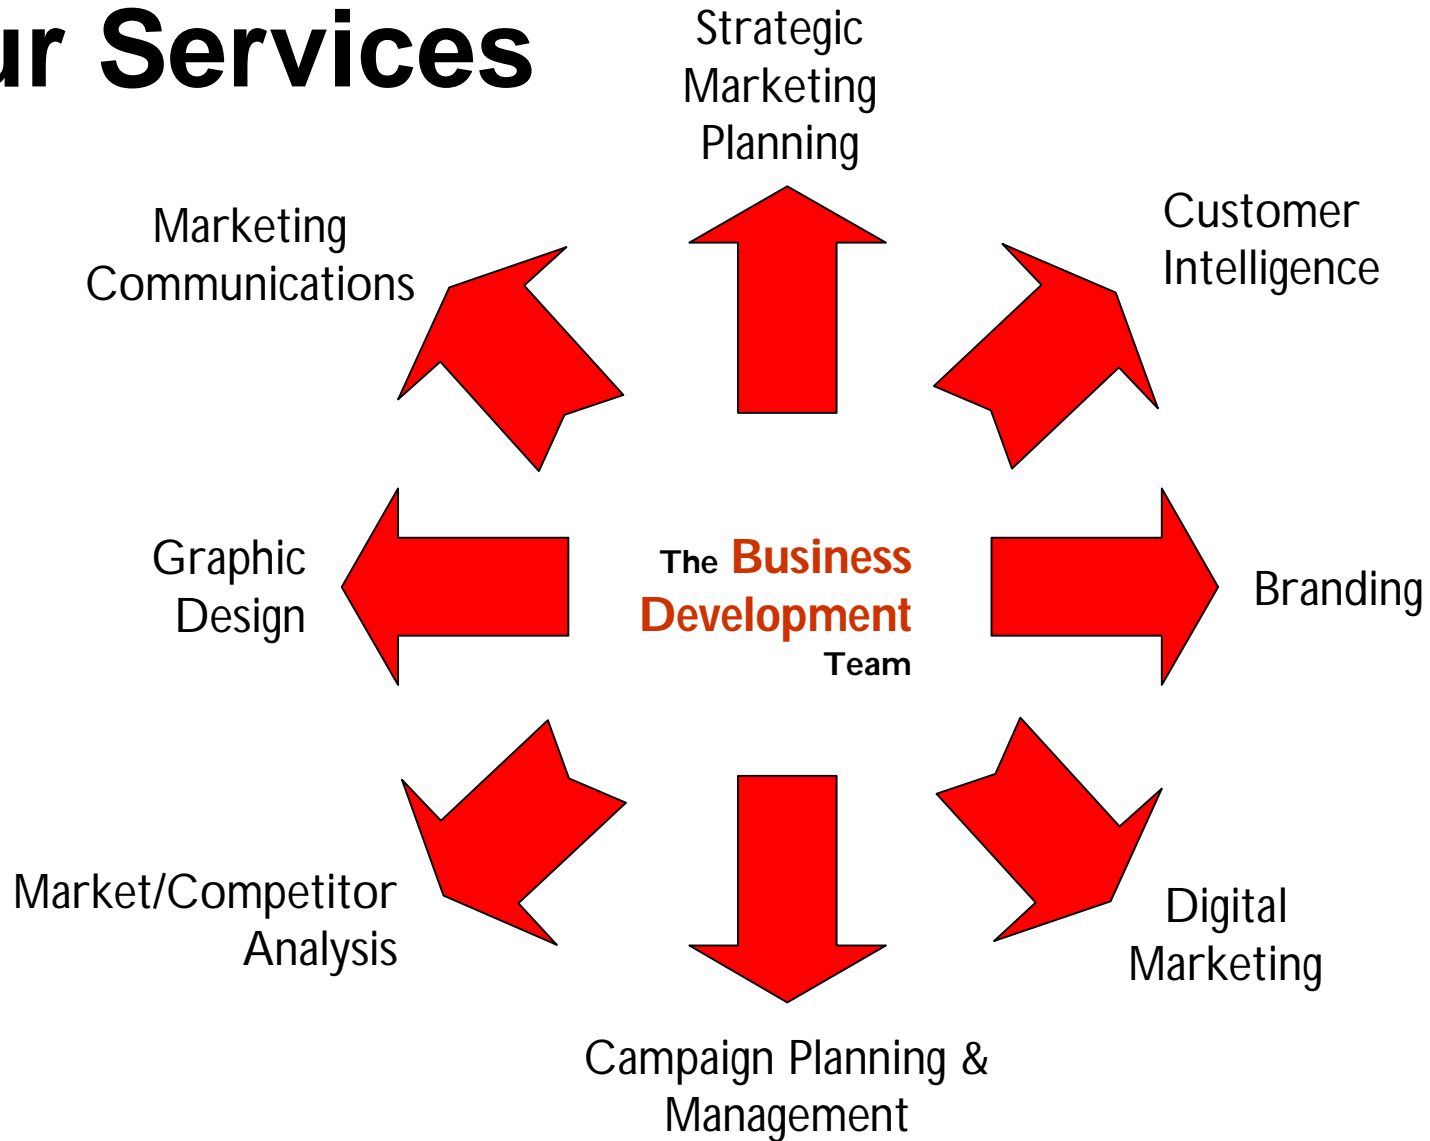 ur Services
Strategic
Marketing
Planning
Customer
Intelligence
Branding
Digital
Marketing
Campaign Planning &
Management
Market/Competitor
Analysis
Graphic
Design
Marketing
Communications
The Business
Development
Team